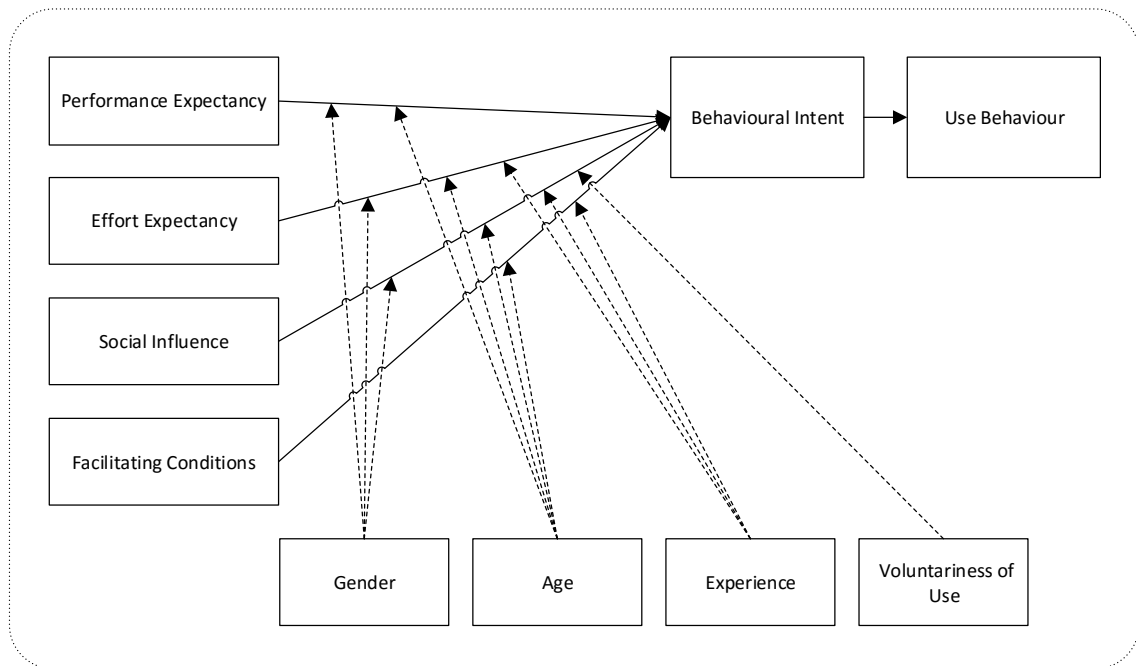 Performance Expectancy
Behavioural Intent
Use Behaviour
Effort Expectancy
Social Influence
Facilitating Conditions
Gender
Age
Experience
Voluntariness of
Use